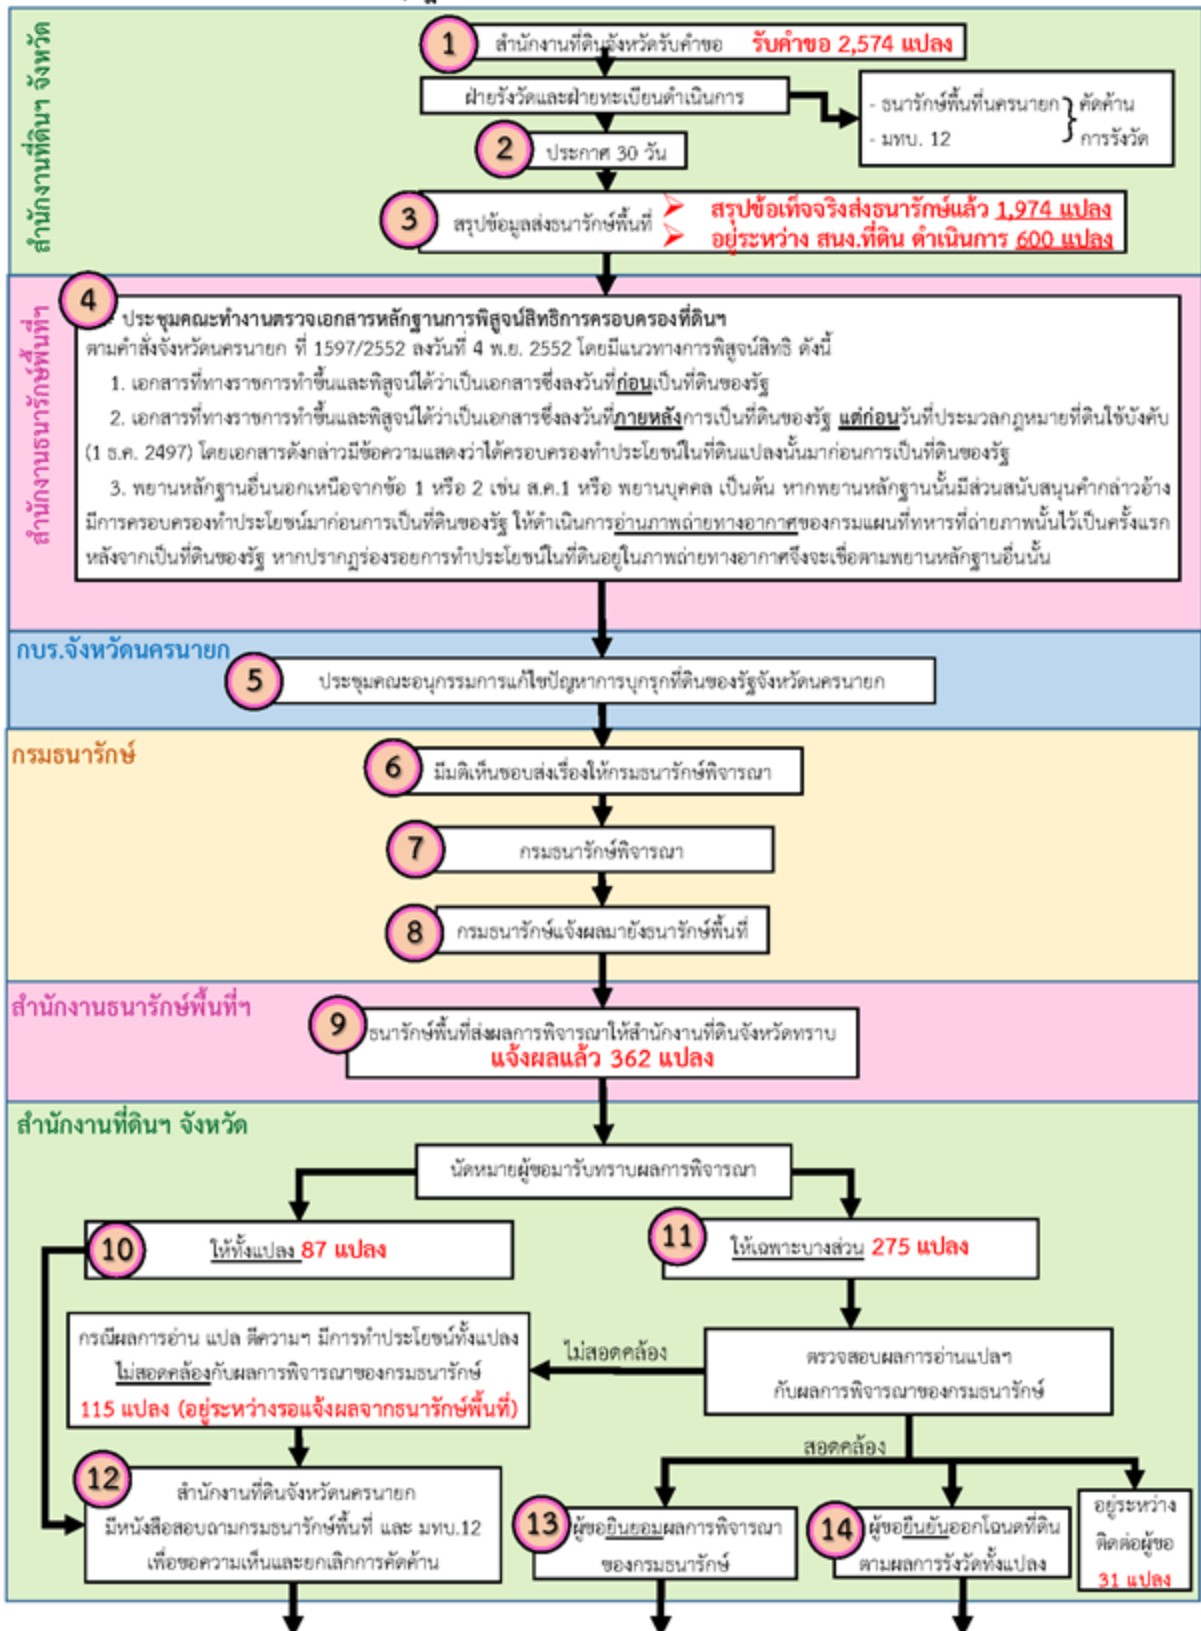 สำนักงานที่ดินฯ จังหวัด
1 สำนักงานที่ดินจังหวัดรับคำขอ รับคำขอ 2,574 แปลง
ฝ่ายรังวัดและฝ่ายทะเบียนดำเนินการ
- ธนารักษ์พื้นที่นครนายก } คัดค้าน
- มทบ. 12 การรังวัด
2 ประกาศ 30 วัน
3 สรุปข้อมูลส่งธนารักษ์พื้นที่
➢ สรุปข้อเท็จจริงส่งธนารักษ์แล้ว 1,974 แปลง
➢ อยู่ระหว่าง สนง.ที่ดิน ดำเนินการ 600 แปลง
สำนักงานธนารักษ์พื้นที่ฯ
4 ประชุมคณะทำงานตรวจเอกสารหลักฐานการพิสูจน์สิทธิการครอบครองที่ดินฯ
ตามคำสั่งจังหวัดนครนายก ที่ 1597/2552 ลงวันที่ 4 พ.ย. 2552 โดยมีแนวทางการพิสูจน์สิทธิ ดังนี้
1. เอกสารที่ทางราชการทำขึ้นและพิสูจน์ได้ว่าเป็นเอกสารซึ่งลงวันที่ก่อนเป็นที่ดินของรัฐ
2. เอกสารที่ทางราชการทำขึ้นและพิสูจน์ได้ว่าเป็นเอกสารซึ่งลงวันที่ภายหลังการเป็นที่ดินของรัฐ แต่ก่อนวันที่ประมวลกฎหมายที่ดินใช้บังคับ
(1 ธ.ค. 2497) โดยเอกสารดังกล่าวมีข้อความแสดงว่าได้ครอบครองทำประโยชน์ในที่ดินแปลงนั้นมาก่อนการเป็นที่ดินของรัฐ
3. พยานหลักฐานอื่นนอกเหนือจากข้อ 1 หรือ 2 เช่น ส.ค.1 หรือ พยานบุคคล เป็นต้น หากพยานหลักฐานนั้นมีส่วนสนับสนุนคำกล่าวอ้าง
มีการครอบครองทำประโยชน์มาก่อนการเป็นที่ดินของรัฐ ให้ดำเนินการอ่านภาพถ่ายทางอากาศของกรมแผนที่ทหารที่ถ่ายภาพนั้นไว้เป็นครั้งแรก
หลังจากเป็นที่ดินของรัฐ หากปรากฏร่องรอยการทำประโยชน์ในที่ดินอยู่ในภาพถ่ายทางอากาศจึงจะเชื่อตามพยานหลักฐานอื่นนั้น
กบร.จังหวัดนครนายก
5 ประชุมคณะอนุกรรมการแก้ไขปัญหาการบุกรุกที่ดินของรัฐจังหวัดนครนายก
กรมธนารักษ์
6 มีมติเห็นชอบส่งเรื่องให้กรมธนารักษ์พิจารณา
7 กรมธนารักษ์พิจารณา
8 กรมธนารักษ์แจ้งผลมายังธนารักษ์พื้นที่
สำนักงานธนารักษ์พื้นที่ฯ
9 ธนารักษ์พื้นที่ส่งผลการพิจารณาให้สำนักงานที่ดินจังหวัดทราบ
แจ้งผลแล้ว 362 แปลง
สำนักงานที่ดินฯ จังหวัด
นัดหมายผู้ขอมารับทราบผลการพิจารณา
10 ให้ทั้งแปลง 87 แปลง
11 ให้เฉพาะบางส่วน 275 แปลง
กรณีผลการอ่าน แปล ตีความฯ มีการทำประโยชน์ทั้งแปลง
ไม่สอดคล้องกับผลการพิจารณาของกรมธนารักษ์
115 แปลง (อยู่ระหว่างรอแจ้งผลจากธนารักษ์พื้นที่)
ไม่สอดคล้อง
ตรวจสอบผลการอ่านแปลฯ
กับผลการพิจารณาของกรมธนารักษ์
สอดคล้อง
12 สำนักงานที่ดินจังหวัดนครนายก
มีหนังสือสอบถามกรมธนารักษ์พื้นที่ และ มทบ.12
เพื่อขอความเห็นและยกเลิกการคัดค้าน
13 ผู้ขอยินยอมผลการพิจารณา
ของกรมธนารักษ์
14 ผู้ขอยืนยันออกโฉนดที่ดิน
ตามผลการรังวัดทั้งแปลง
อยู่ระหว่าง
ติดต่อผู้ขอ
31 แปลง